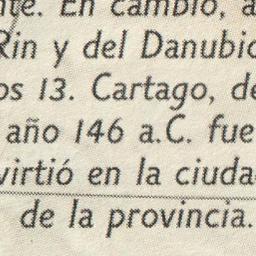 nte. En cambio, a
Rin y del Danubio
os 13. Cartago, de
año 146 a.C. fue
virtió en la ciuda
de la provincia.